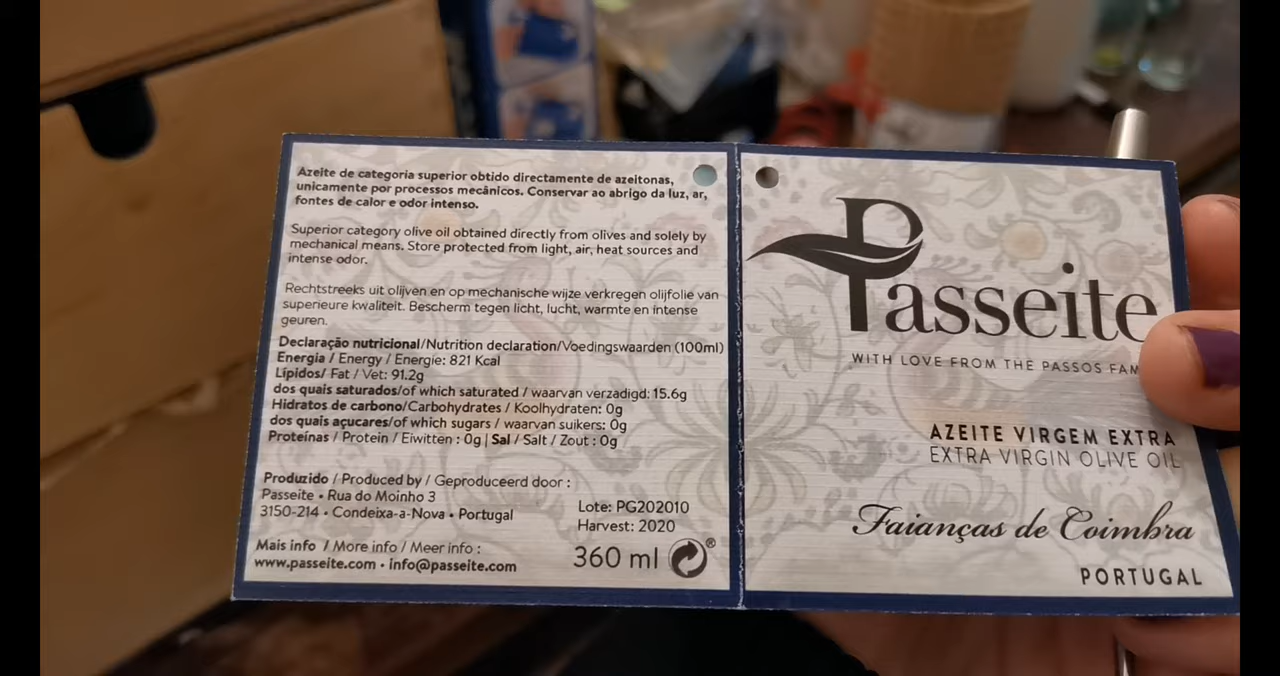 Azeite de categoria superior obtido directamente de azeitonas,
unicamente por processos mecânicos. Conservar ao abrigo da luz, ar,
fontes de calor e odor intenso.
Superior category olive oil obtained directly from olives and solely by
mechanical means. Store protected from light, air, heat sources and
intense odor.
Rechtstreeks uit olijven en op mechanische wijze verkregen olijfolie van
superieure kwaliteit. Bescherm tegen licht, lucht, warmte en intense
geuren.
Declaração nutricional/Nutrition declaration/Voedingswaarden (100ml)
Energia / Energy / Energie: 821 Kcal
Lípidos/ Fat / Vet: 91.2g
dos quais saturados/of which saturated / waarvan verzadigd: 15.6g
Hidratos de carbono/Carbohydrates / Koolhydraten: 0g
dos quais açucares/of which sugars / waarvan suikers: 0g
Proteínas / Protein / Eiwitten : 0g | Sal / Salt / Zout : 0g
Produzido / Produced by / Geproduceerd door :
Passeite • Rua do Moinho 3
3150-214 • Condeixa-a-Nova • Portugal
Lote: PG202010
Harvest: 2020
Mais info / More info / Meer info :
www.passeite.com • info@passeite.com
360 ml
®
Passeite
WITH LOVE FROM THE PASSOS FAM
AZEITE VIRGEM EXTRA
EXTRA VIRGIN OLIVE OIL
Faianças de Coimbra
PORTUGAL